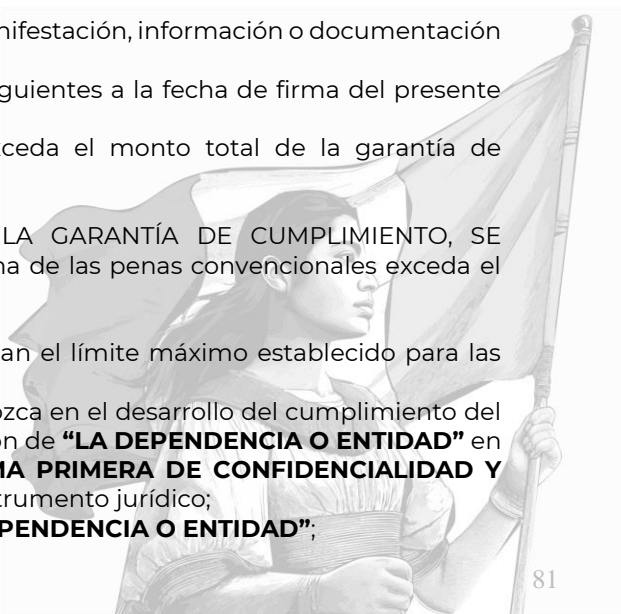 nifestación, información o documentación
guientes a la fecha de firma del presente
ceda el monto total de la garantía de
LA GARANTÍA DE CUMPLIMIENTO, SE
na de las penas convencionales exceda el
an el límite máximo establecido para las
ozca en el desarrollo del cumplimiento del
ón de “LA DEPENDENCIA O ENTIDAD” en
MA PRIMERA DE CONFIDENCIALIDAD Y
trumento jurídico;
PENDENCIA O ENTIDAD”;
81